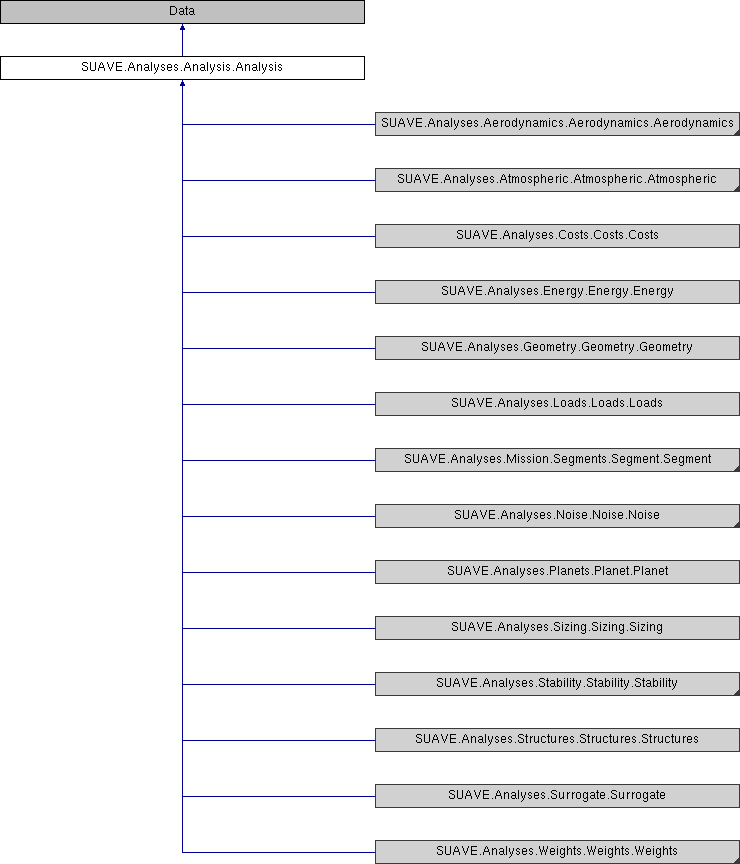 Data
SUAVE.Analyses.Analysis.Analysis
SUAVE.Analyses.Aerodynamics.Aerodynamics.Aerodynamics
SUAVE.Analyses.Atmospheric.Atmospheric.Atmospheric
SUAVE.Analyses.Costs.Costs.Costs
SUAVE.Analyses.Energy.Energy.Energy
SUAVE.Analyses.Geometry.Geometry.Geometry
SUAVE.Analyses.Loads.Loads.Loads
SUAVE.Analyses.Mission.Segments.Segment.Segment
SUAVE.Analyses.Noise.Noise.Noise
SUAVE.Analyses.Planets.Planet.Planet
SUAVE.Analyses.Sizing.Sizing.Sizing
SUAVE.Analyses.Stability.Stability.Stability
SUAVE.Analyses.Structures.Structures.Structures
SUAVE.Analyses.Surrogate.Surrogate
SUAVE.Analyses.Weights.Weights.Weights